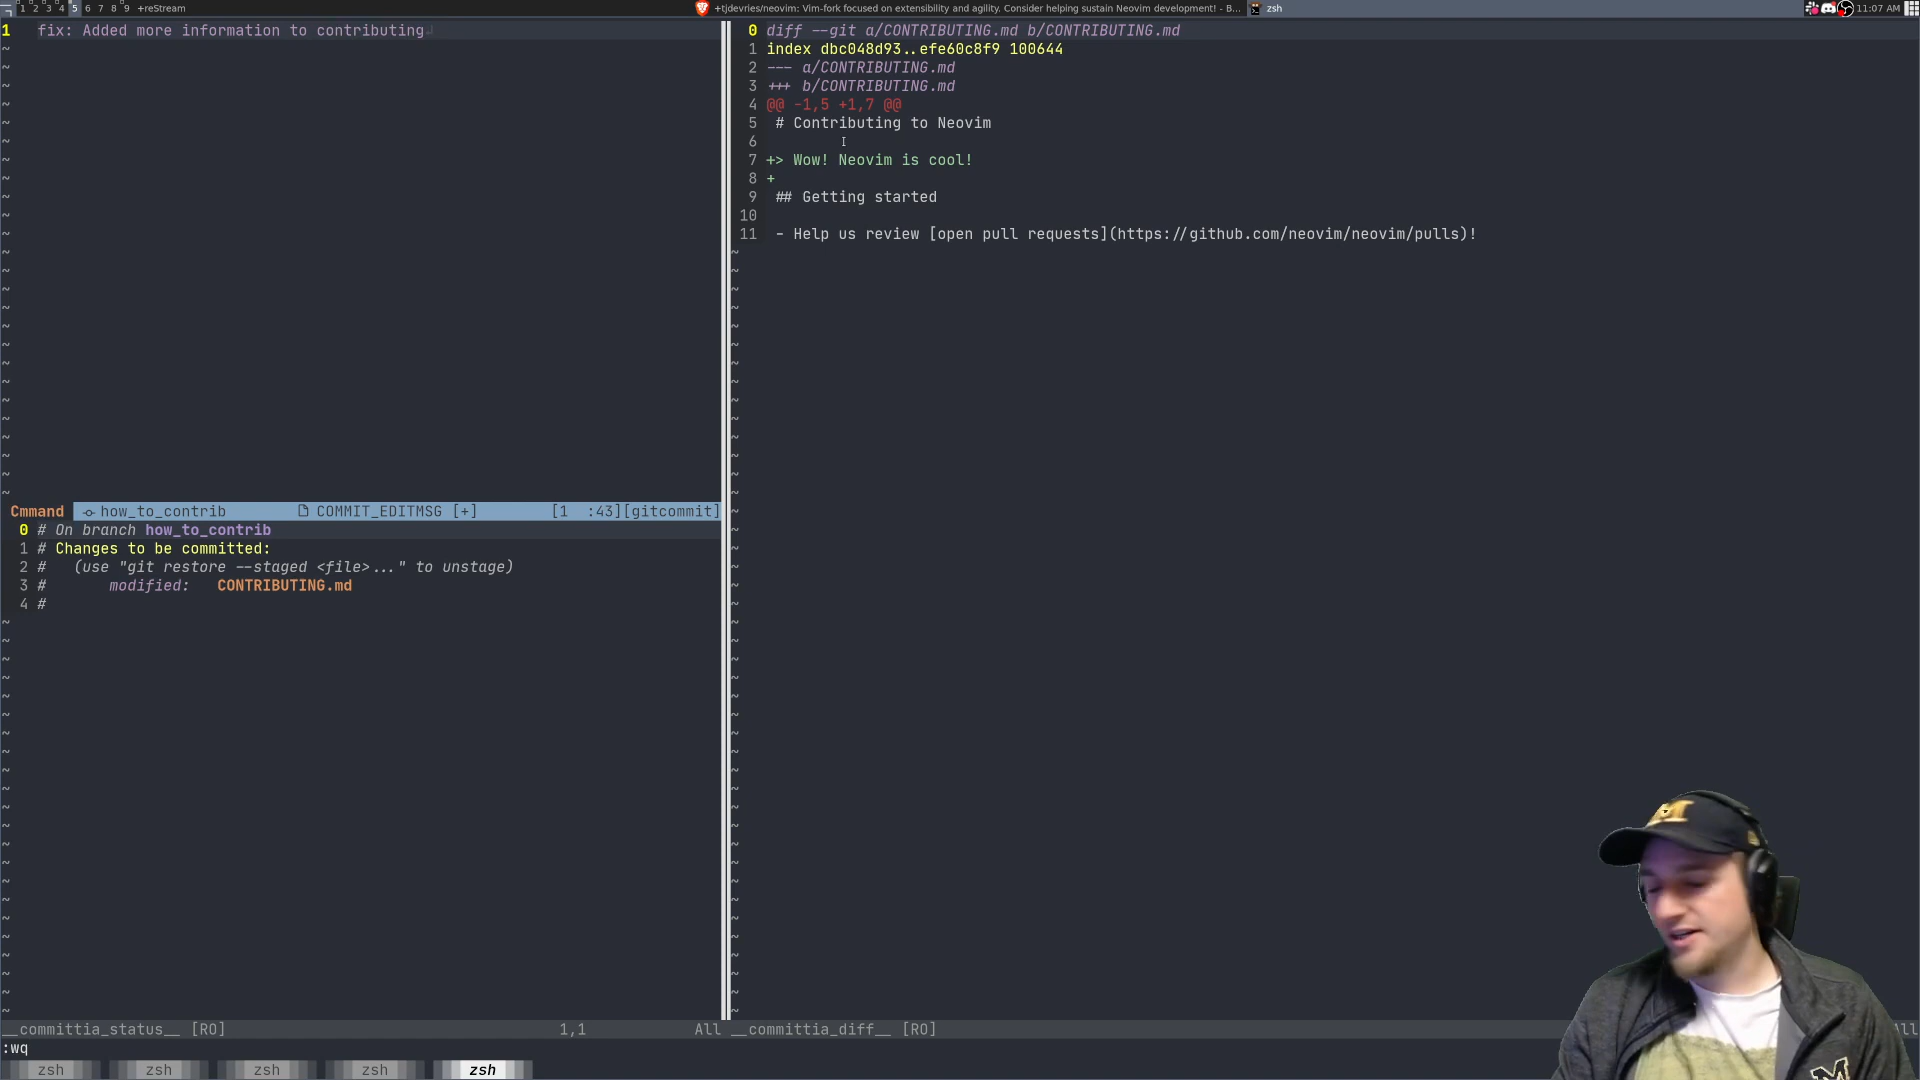 1 2 3 4 5 6 7 8 9 +reStream
+tjdevries/neovim: Vim-fork focused on extensibility and agility. Consider helping sustain Neovim development! - B...
zsh
11:07 AM
1 fix: Added more information to contributing
~
Cmmand how_to_contrib COMMIT_EDITMSG [+] [1 :43][gitcommit]
0 # On branch how_to_contrib
1 # Changes to be committed:
2 # (use "git restore --staged <file>..." to unstage)
3 # modified: CONTRIBUTING.md
4 #
~
__committia_status__ [RO] 1,1 All
0 diff --git a/CONTRIBUTING.md b/CONTRIBUTING.md
1 index dbc048d93..efe60c8f9 100644
2 --- a/CONTRIBUTING.md
3 +++ b/CONTRIBUTING.md
4 @@ -1,5 +1,7 @@
5 # Contributing to Neovim
6
7 +> Wow! Neovim is cool!
8 +
9 ## Getting started
10
11 - Help us review [open pull requests](https://github.com/neovim/neovim/pulls)!
~
__committia_diff__ [RO]
:wq
zsh zsh zsh zsh zsh